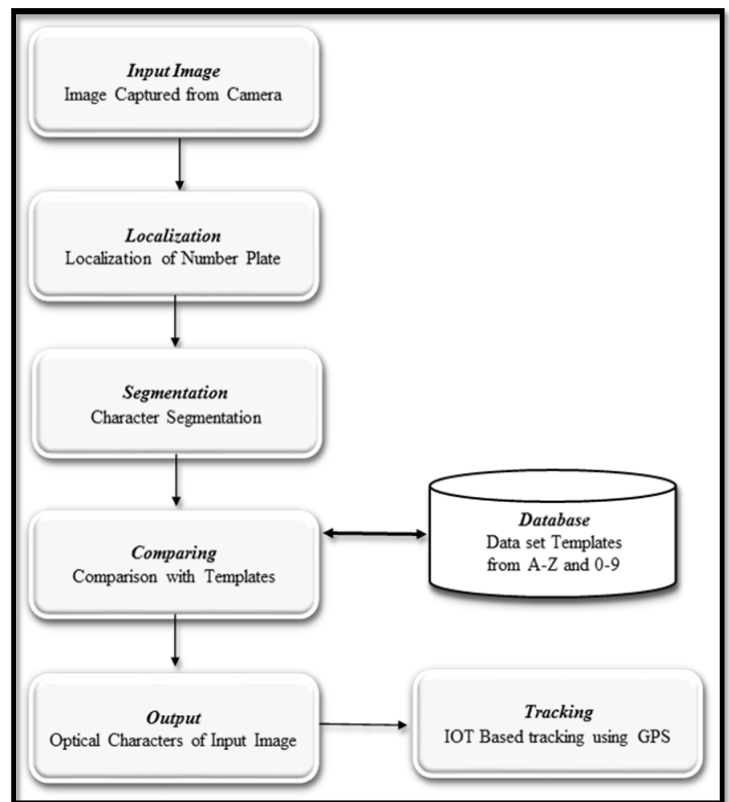 Input Image
Image Captured from Camera
Localization
Localization of Number Plate
Segmentation
Character Segmentation
Comparing
Comparison with Templates
Database
Data set Templates
from A-Z and 0-9
Output
Optical Characters of Input Image
Tracking
IOT Based tracking using GPS